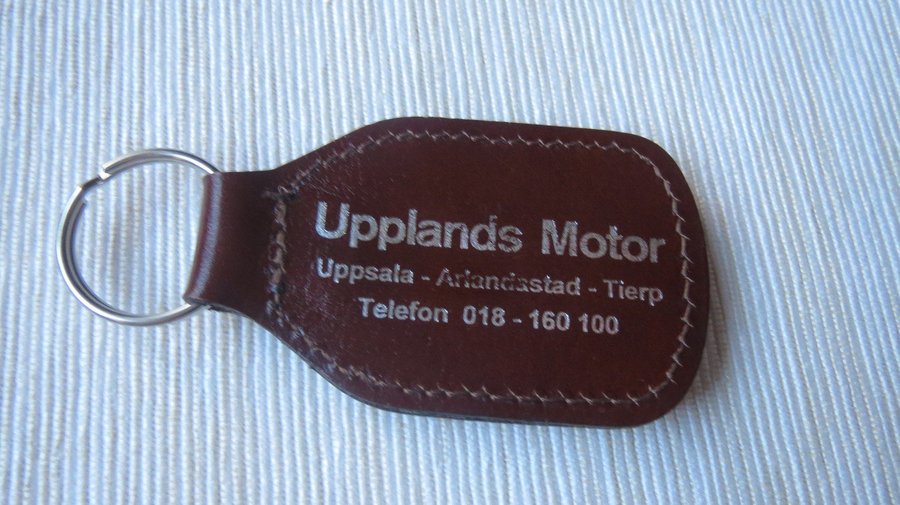 Upplands Motor
Uppsala - Arlandastad - Tierp
Telefon 018 - 160 100